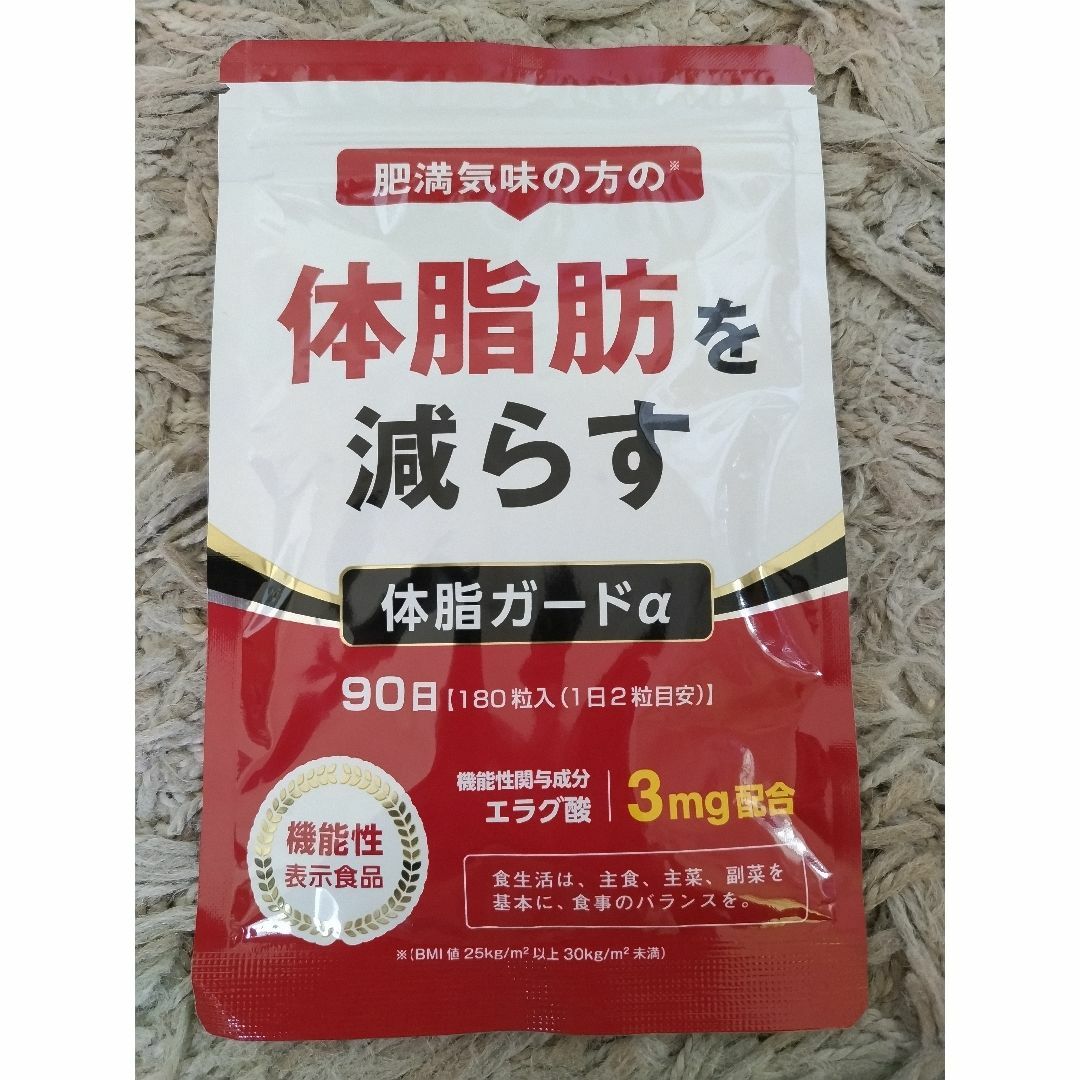 肥満気味の方の※
体脂肪を
減らす
体脂ガードα
90日【180粒入(1日2粒目安)】
機能性関与成分
エラグ酸
3mg配合
機能性
表示食品
食生活は、主食、主菜、副菜を
基本に、食事のバランスを。
※(BMI値25kg/m²以上30kg/m²未満)